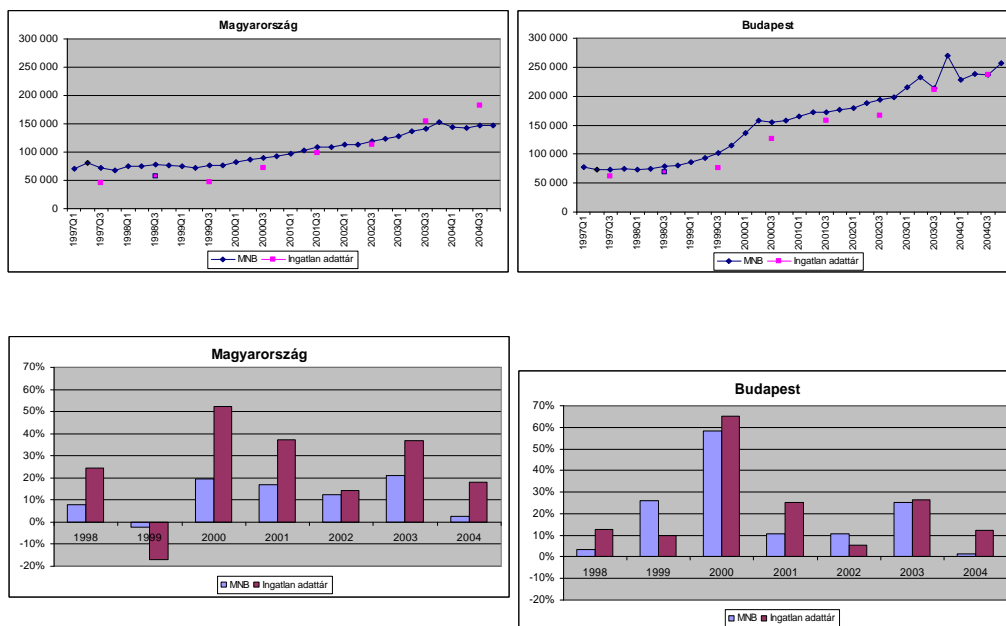 Magyarország
300 000
250 000
200 000
150 000
100 000
50 000
0
1997Q1
1997Q3
1998Q1
1998Q3
1999Q1
1999Q3
2000Q1
2000Q3
2001Q1
2001Q3
2002Q1
2002Q3
2003Q1
2003Q3
2004Q1
2004Q3
MNB Ingatlan adattár
Budapest
300 000
250 000
200 000
150 000
100 000
50 000
0
1997Q1
1997Q3
1998Q1
1998Q3
1999Q1
1999Q3
2000Q1
2000Q3
2001Q1
2001Q3
2002Q1
2002Q3
2003Q1
2003Q3
2004Q1
2004Q3
MNB Ingatlan adattár
Magyarország
70%
60%
50%
40%
30%
20%
10%
0%
-10%
-20%
1998 1999 2000 2001 2002 2003 2004
MNB Ingatlan adattár
Budapest
70%
60%
50%
40%
30%
20%
10%
0%
-10%
-20%
1998 1999 2000 2001 2002 2003 2004
MNB Ingatlan adattár